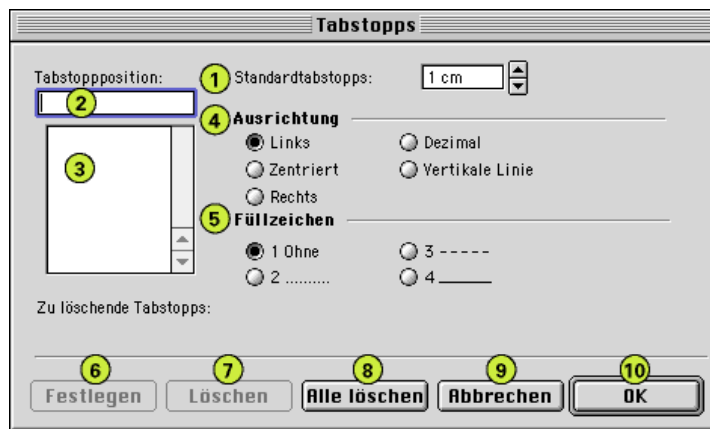 Tabstopps
Tabstoppposition:
1 Standardtabstopps: 1 cm
2
3
4 Ausrichtung
Links Dezimal
Zentriert Vertikale Linie
Rechts
5 Füllzeichen
1 Ohne 3 -----
2 .......... 4 ______
Zu löschende Tabstopps:
6 7 8 9 10
Festlegen Löschen Alle löschen Abbrechen OK